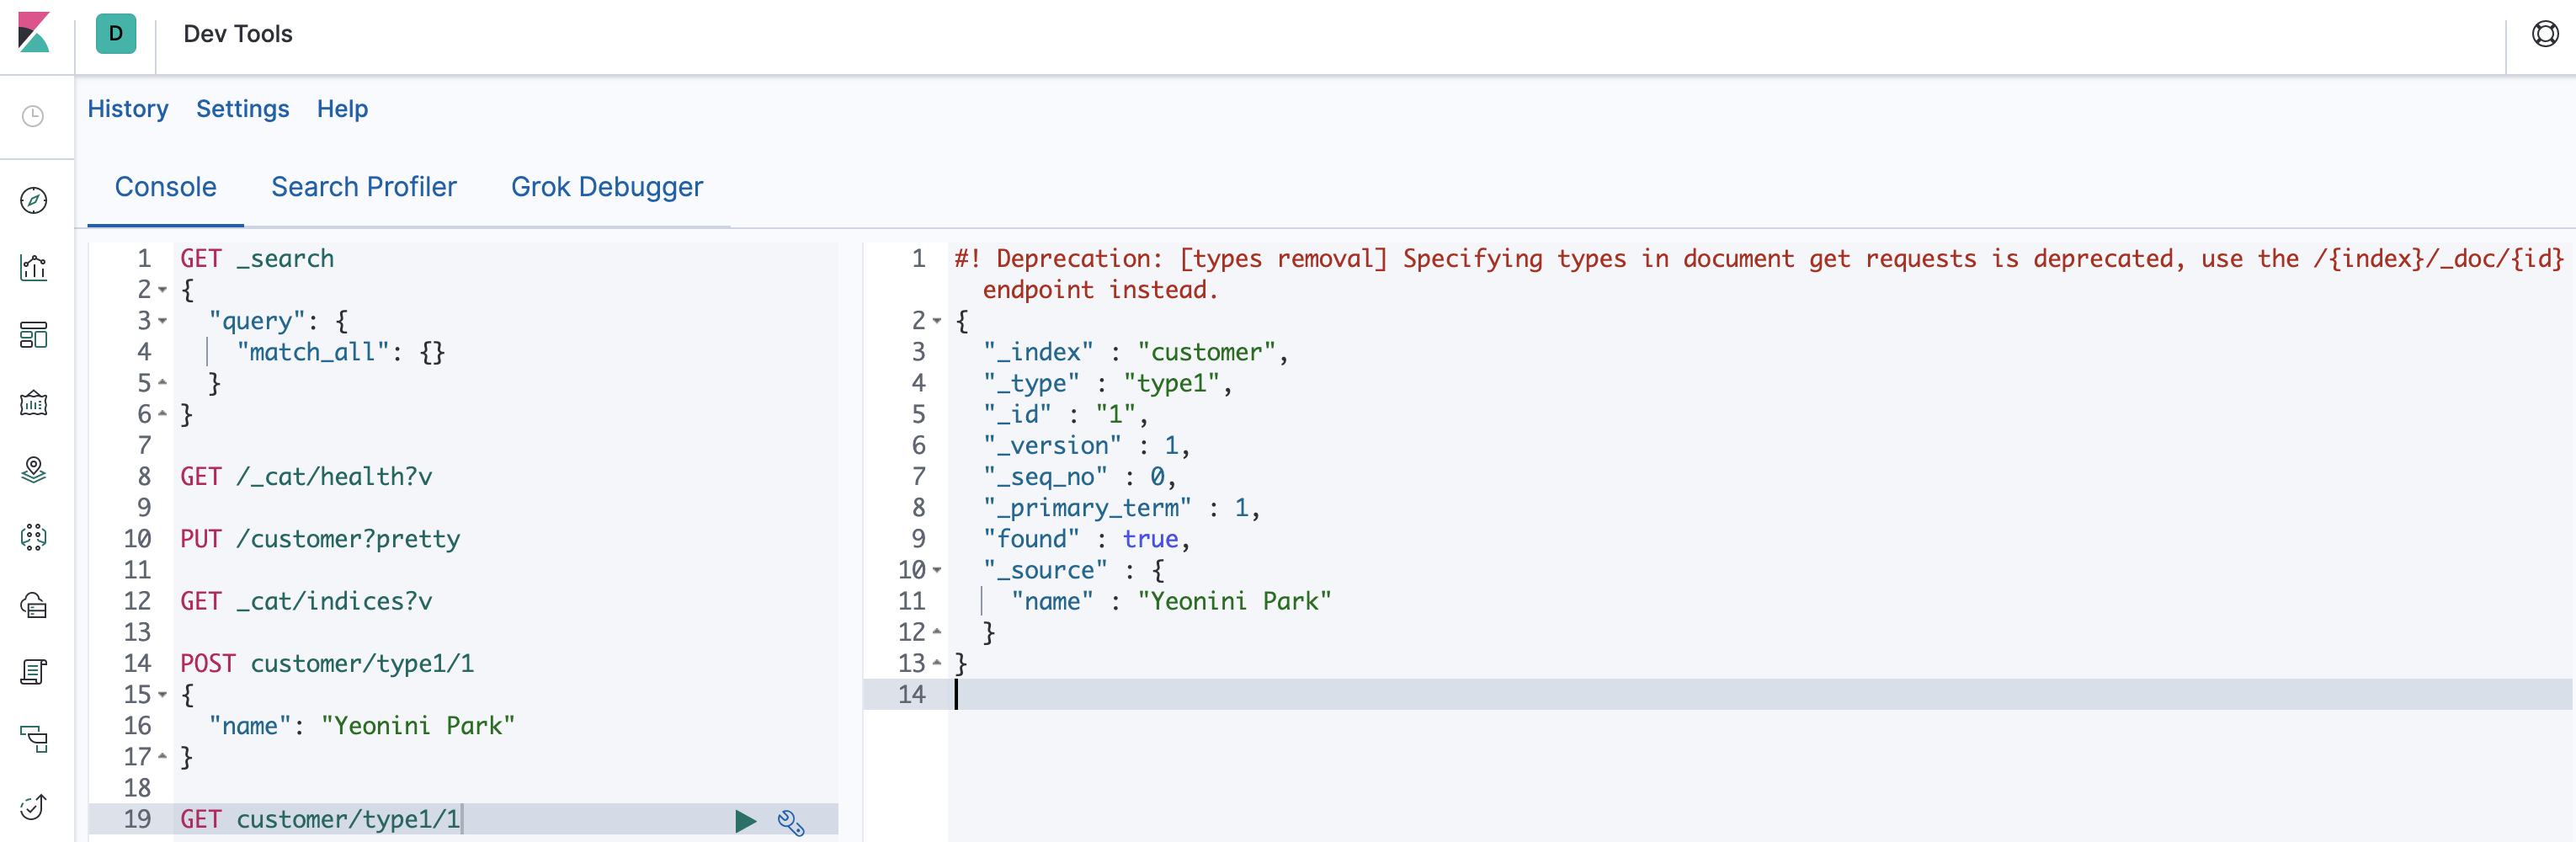 D Dev Tools
History Settings Help
Console Search Profiler Grok Debugger
1 GET _search
2 {
3 "query": {
4 "match_all": {}
5 }
6 }
7
8 GET /_cat/health?v
9
10 PUT /customer?pretty
11
12 GET _cat/indices?v
13
14 POST customer/type1/1
15 {
16 "name": "Yeonini Park"
17 }
18
19 GET customer/type1/1
1 #! Deprecation: [types removal] Specifying types in document get requests is deprecated, use the /{index}/_doc/{id}
endpoint instead.
2 {
3 "_index" : "customer",
4 "_type" : "type1",
5 "_id" : "1",
6 "_version" : 1,
7 "_seq_no" : 0,
8 "_primary_term" : 1,
9 "found" : true,
10 "_source" : {
11 "name" : "Yeonini Park"
12 }
13 }
14